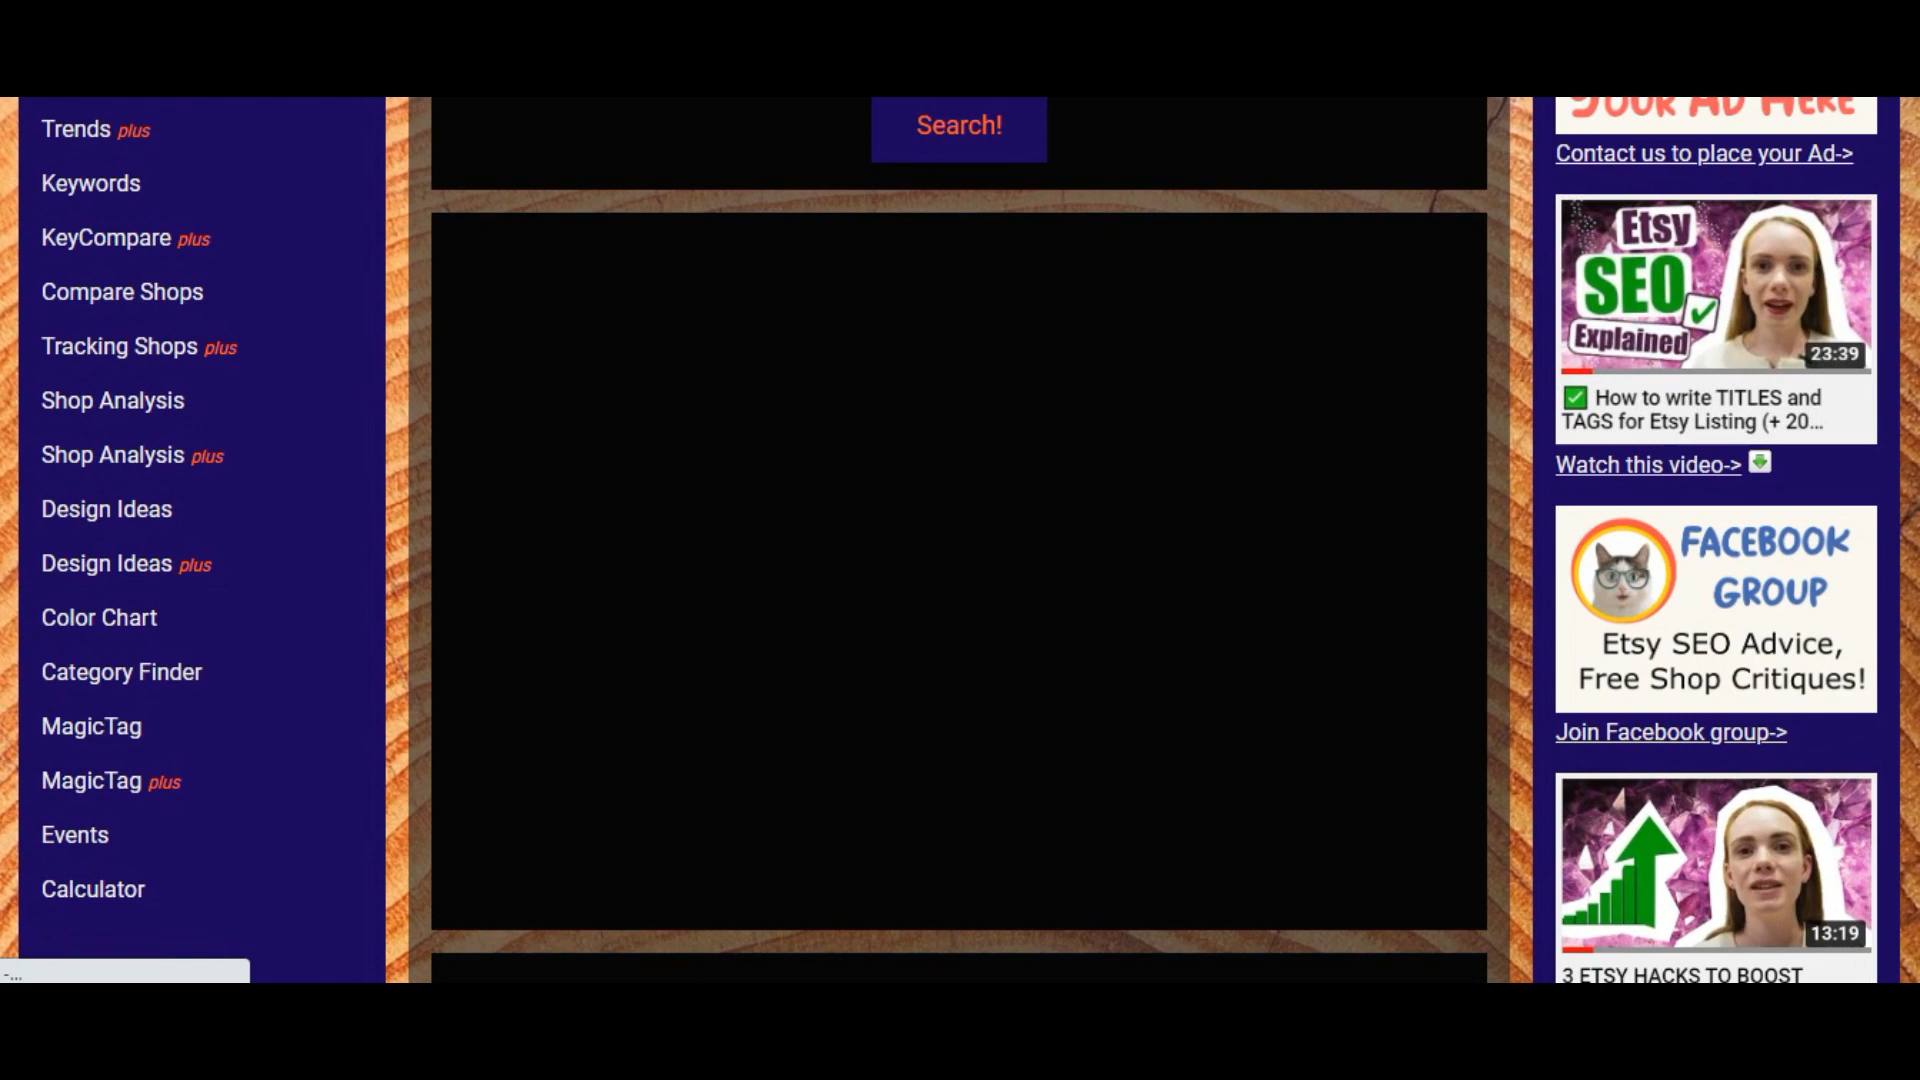 Trends plus
Keywords
KeyCompare plus
Compare Shops
Tracking Shops plus
Shop Analysis
Shop Analysis plus
Design Ideas
Design Ideas plus
Color Chart
Category Finder
MagicTag
MagicTag plus
Events
Calculator
-...
Search!
YOUR AD HERE
Contact us to place your Ad->
Etsy
SEO
Explained
23:39
✅ How to write TITLES and
TAGS for Etsy Listing (+ 20...
Watch this video->
FACEBOOK
GROUP
Etsy SEO Advice,
Free Shop Critiques!
Join Facebook group->
13:19
3 ETSY HACKS TO BOOST